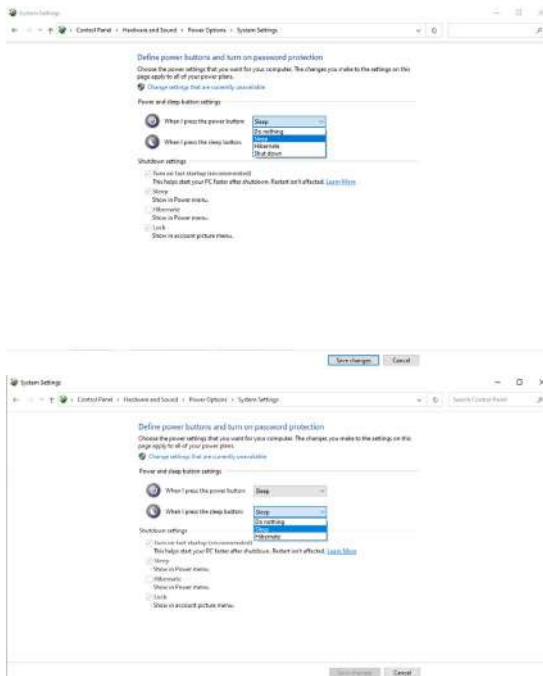 System Settings
Control Panel › Hardware and Sound › Power Options › System Settings
Define power buttons and turn on password protection
Choose the power settings that you want for your computer. The changes you make to the settings on this
page apply to all of your power plans.
Change settings that are currently unavailable
Power and sleep button settings
When I press the power button: Sleep
Do nothing
Sleep
Hibernate
Shut down
When I press the sleep button:
Shutdown settings
Turn on fast startup (recommended)
This helps start your PC faster after shutdown. Restart isn't affected. Learn More
Sleep
Show in Power menu.
Hibernate
Show in Power menu.
Lock
Show in account picture menu.
Save changes Cancel
System Settings
Control Panel › Hardware and Sound › Power Options › System Settings
Search Control Panel
Define power buttons and turn on password protection
Choose the power settings that you want for your computer. The changes you make to the settings on this
page apply to all of your power plans.
Change settings that are currently unavailable
Power and sleep button settings
When I press the power button: Sleep
When I press the sleep button: Sleep
Do nothing
Sleep
Hibernate
Shutdown settings
Turn on fast startup (recommended)
This helps start your PC faster after shutdown. Restart isn't affected. Learn More
Sleep
Show in Power menu.
Hibernate
Show in Power menu.
Lock
Show in account picture menu.
Save changes Cancel